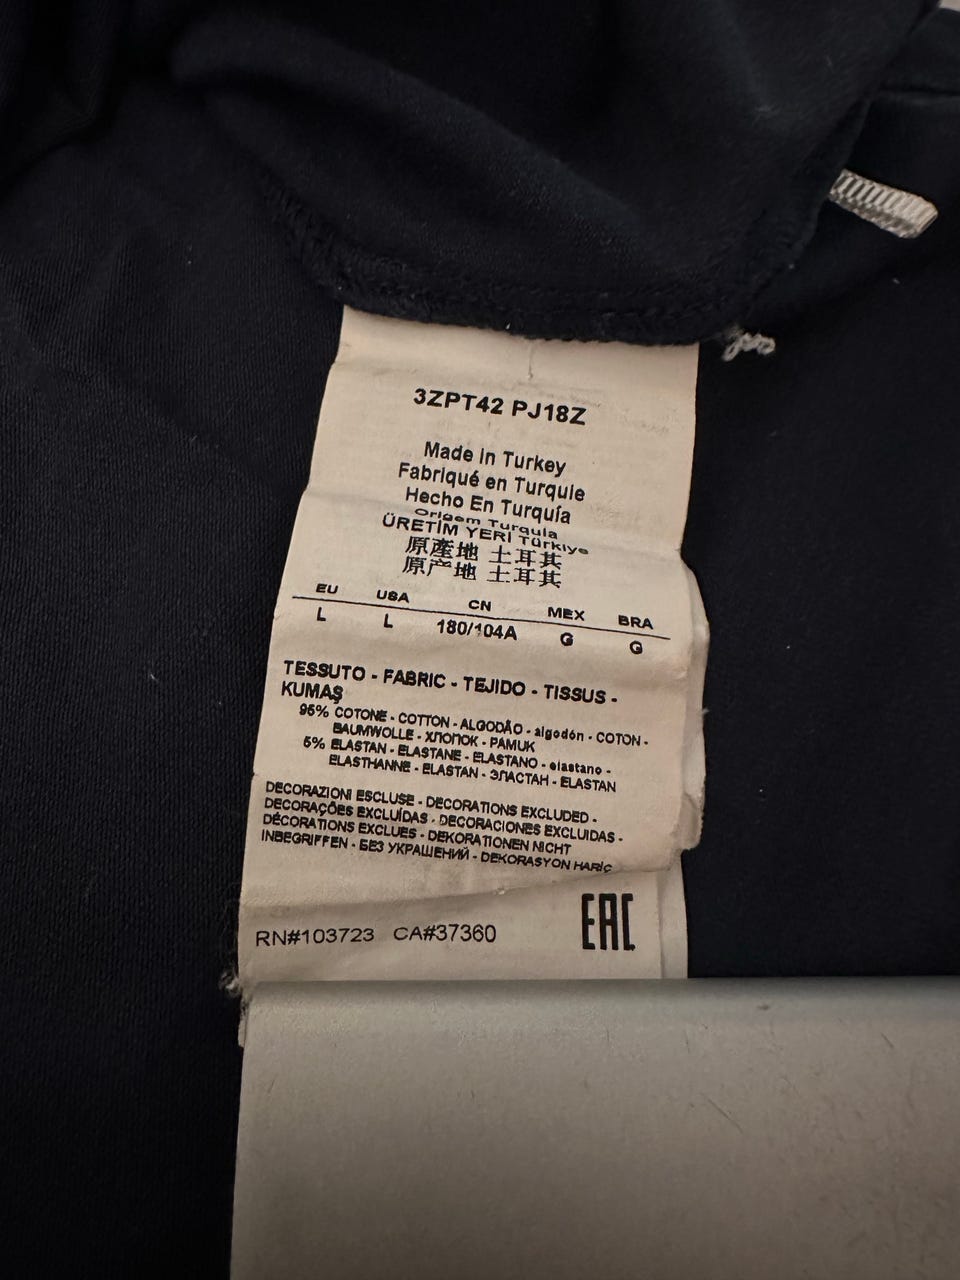 3ZPT42 PJ18Z
Made in Turkey
Fabriqué en Turquie
Hecho En Turquía
Origem Turquia
ÜRETİM YERİ Türkiye
原產地 土耳其
原产地 土耳其
EU USA CN MEX BRA
L L 180/104A G G
TESSUTO - FABRIC - TEJIDO - TISSUS -
KUMAŞ
95% COTONE - COTTON - ALGODÃO - algodón - COTON -
BAUMWOLLE - ХЛОПОК - PAMUK
5% ELASTAN - ELASTANE - ELASTANO - elastano -
ELASTHANNE - ELASTAN - ЭЛАСТАН - ELASTAN
DECORAZIONI ESCLUSE - DECORATIONS EXCLUDED -
DECORAÇÕES EXCLUÍDAS - DECORACIONES EXCLUIDAS -
DÉCORATIONS EXCLUES - DEKORATIONEN NICHT
INBEGRIFFEN - БЕЗ УКРАШЕНИЙ - DEKORASYON HARİÇ
EAC
RN#103723 CA#37360